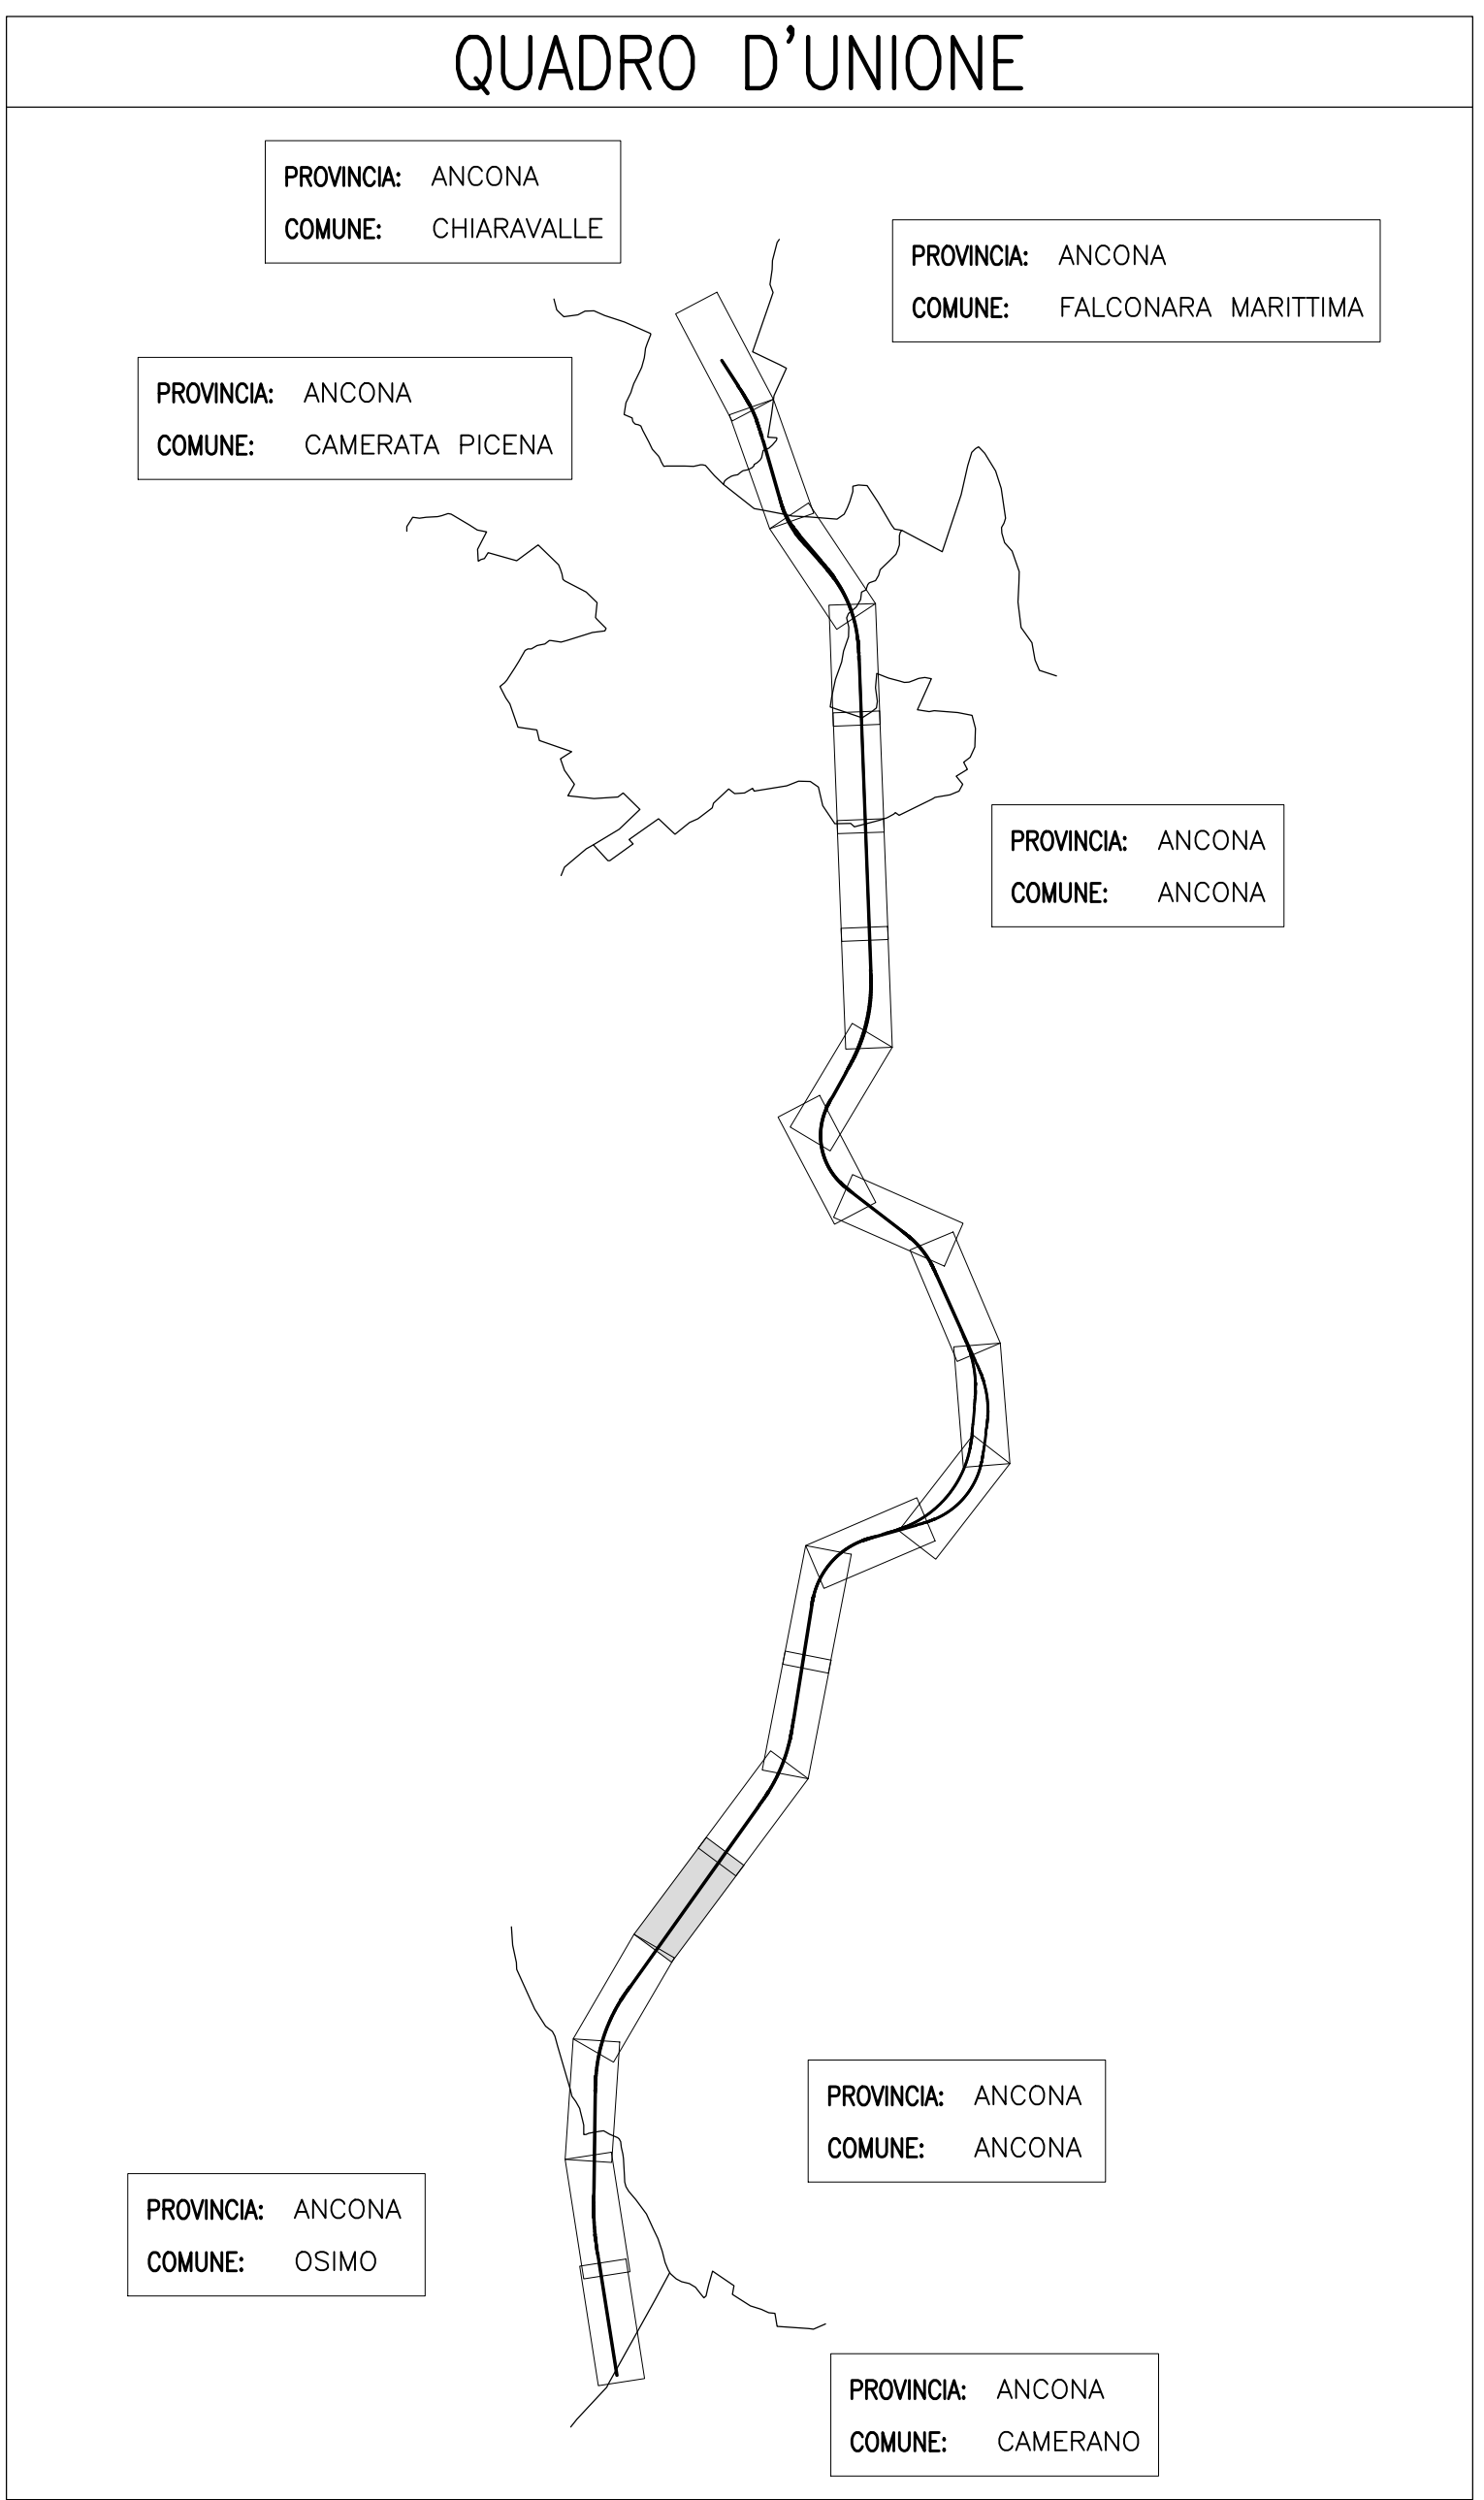 QUADRO D'UNIONE
PROVINCIA: ANCONA
COMUNE: CHIARAVALLE
PROVINCIA: ANCONA
COMUNE: FALCONARA MARITTIMA
PROVINCIA: ANCONA
COMUNE: CAMERATA PICENA
PROVINCIA: ANCONA
COMUNE: ANCONA
PROVINCIA: ANCONA
COMUNE: ANCONA
PROVINCIA: ANCONA
COMUNE: OSIMO
PROVINCIA: ANCONA
COMUNE: CAMERANO